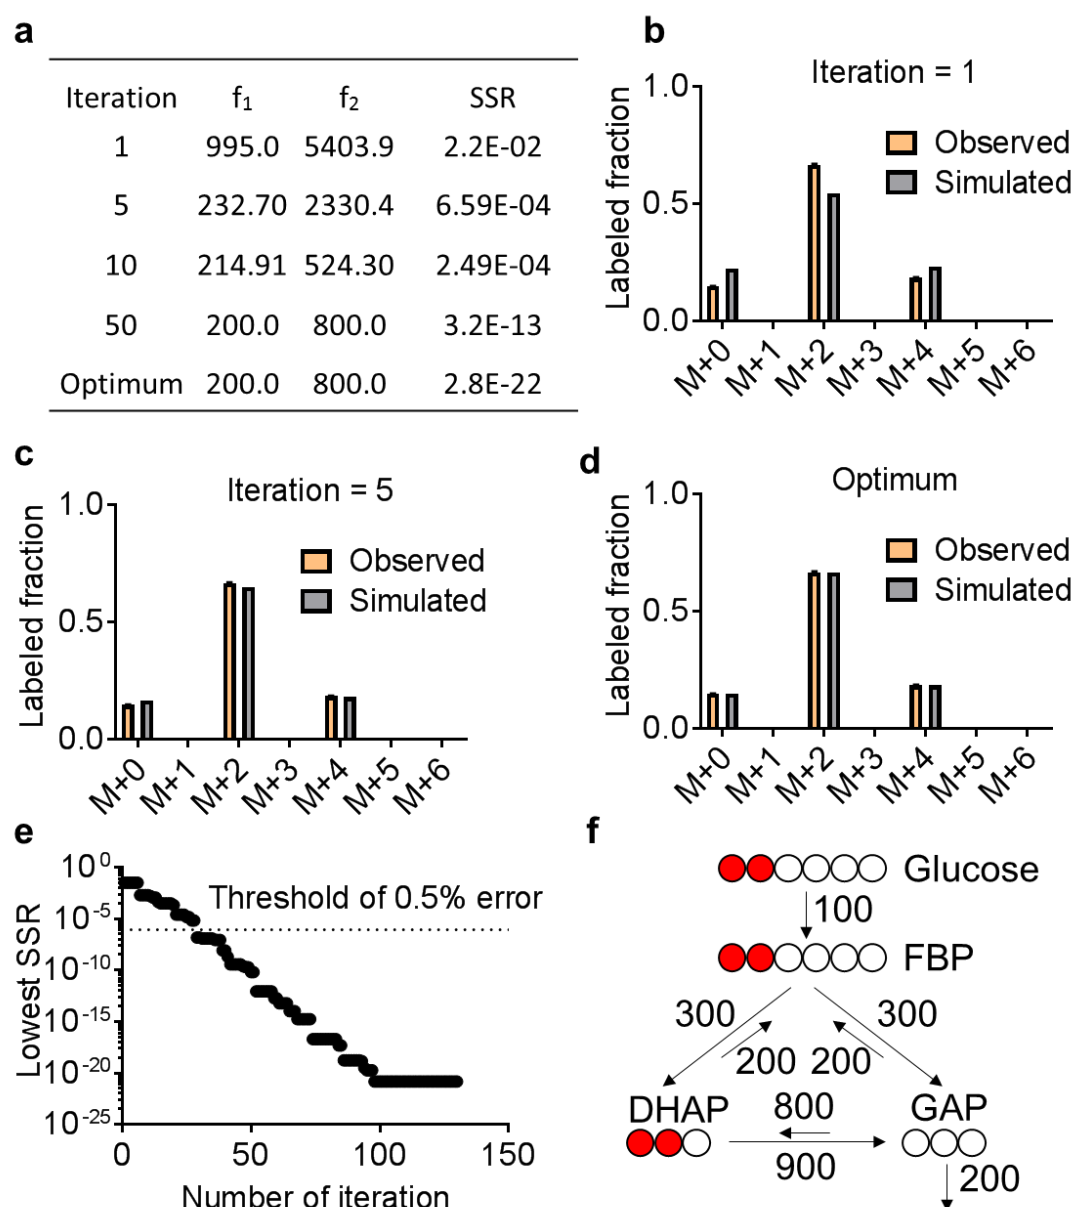 a
Iteration f₁ f₂ SSR
1 995.0 5403.9 2.2E-02
5 232.70 2330.4 6.59E-04
10 214.91 524.30 2.49E-04
50 200.0 800.0 3.2E-13
Optimum 200.0 800.0 2.8E-22
b
Iteration = 1
Labeled fraction
1.0
0.5
0.0
Observed
Simulated
M+0 M+1 M+2 M+3 M+4 M+5 M+6
c
Iteration = 5
Labeled fraction
1.0
0.5
0.0
Observed
Simulated
M+0 M+1 M+2 M+3 M+4 M+5 M+6
d
Optimum
Labeled fraction
1.0
0.5
0.0
Observed
Simulated
M+0 M+1 M+2 M+3 M+4 M+5 M+6
e
Lowest SSR
10⁰
10⁻⁵
10⁻¹⁰
10⁻¹⁵
10⁻²⁰
10⁻²⁵
Threshold of 0.5% error
0 50 100 150
Number of iteration
f
Glucose
100
FBP
300 300
200 200
DHAP 800 GAP
900
200